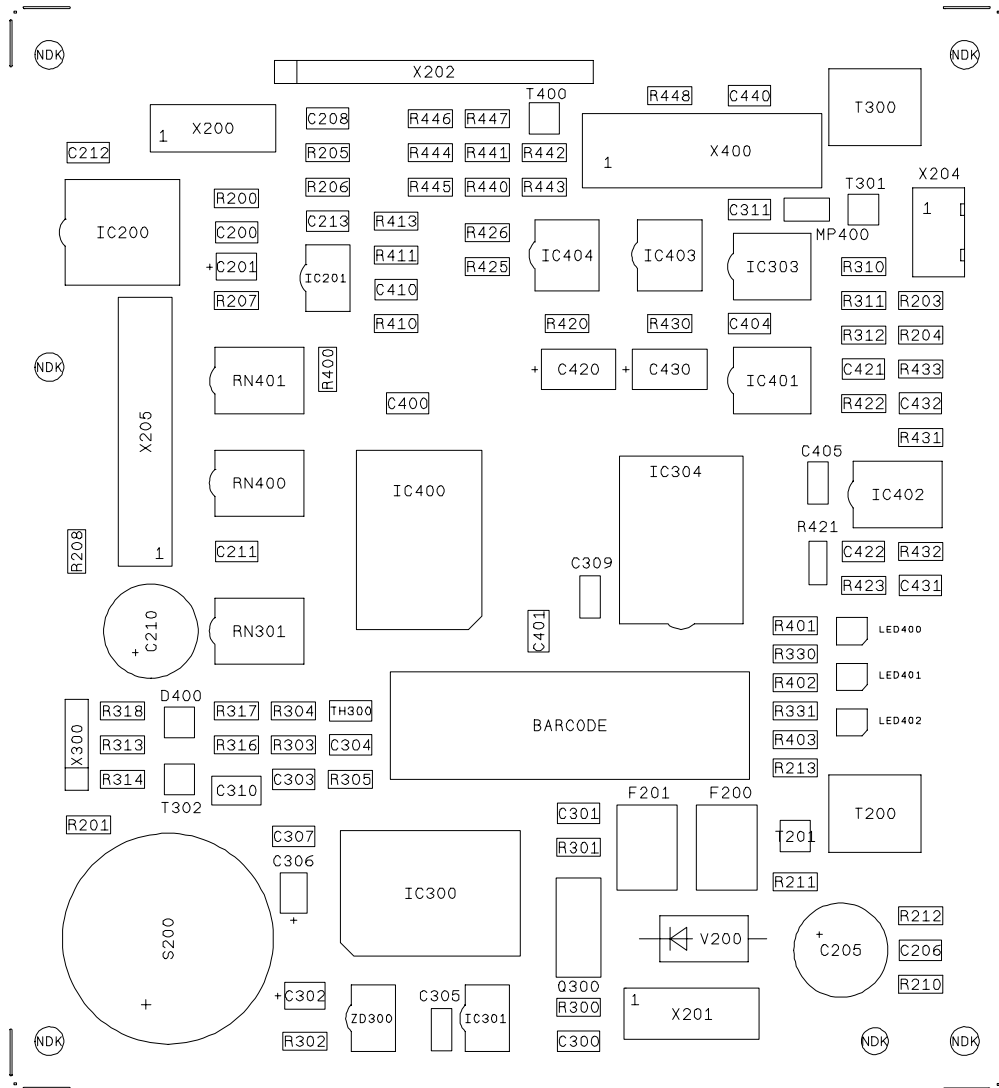 NDK NDK
X202
T400 R448 C440 T300
X200 1 C208 R446 R447 X400 1
C212 R205 R444 R441 R442
R206 R445 R440 R443 X204
R200 T301
C213 R413 C311 1
IC200 C200 R426 MP400
+ C201 IC201 R411 R425 IC404 IC403 IC303 R310
R207 C410 R311 R203
R410 R420 R430 C404 R312 R204
NDK RN401 R400 + C420 + C430 IC401 C421 R433
C400 R422 C432
X205 R431
C405
RN400 IC400 IC304 IC402
R421
R208 1 C211 C422 R432
C309 R423 C431
C210 + RN301 C401 R401 LED400
R330
R402 LED401
D400
X300 R318 R317 R304 TH300 BARCODE R331 LED402
R313 R316 R303 C304 R403
R314 T302 C310 C303 R305 R213
F201 F200
R201 C301 T201 T200
C307 R301
C306 + IC300 R211
S200 + V200 + C205 R212
C206
+ C302 C305 Q300 R210
ZD300 IC301 R300 1 X201
NDK R302 C300 NDK NDK